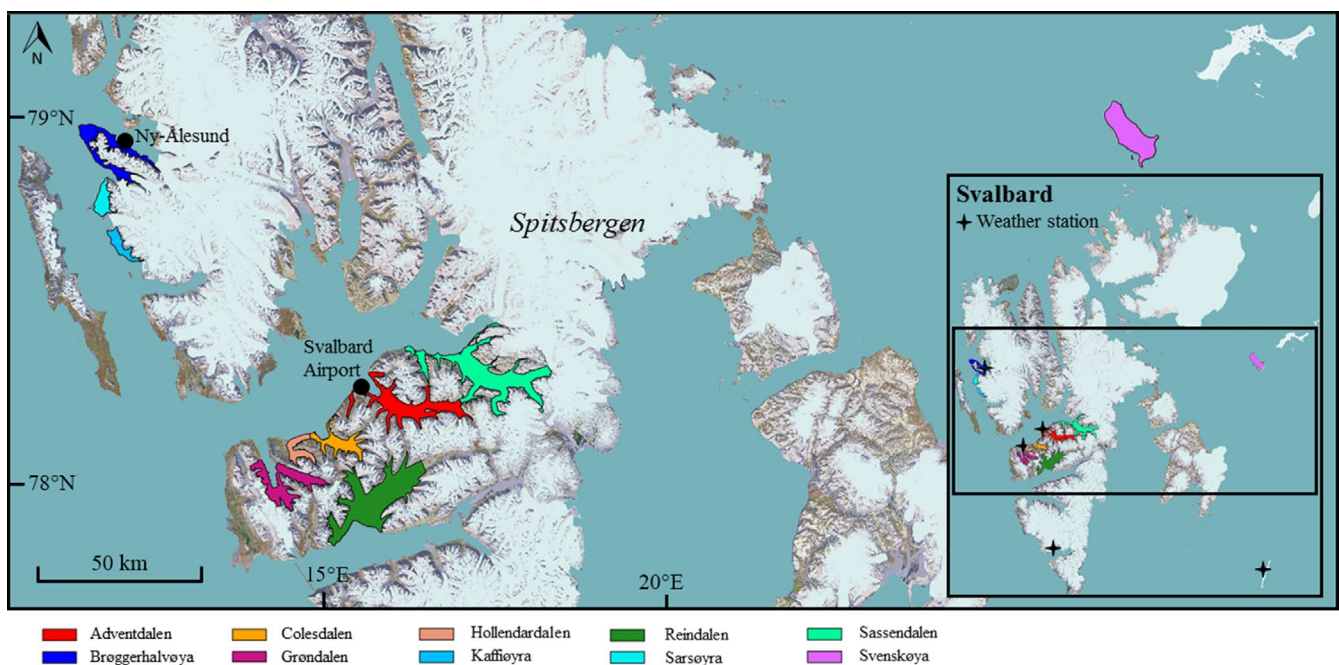 N
79°N
Ny-Ålesund
Spitsbergen
Svalbard
Weather station
Svalbard
Airport
78°N
50 km
15°E
20°E
Adventdalen
Colesdalen
Hollendardalen
Reindalen
Sassendalen
Brøggerhalvøya
Grøndalen
Kaffiøyra
Sarsøyra
Svenskøya